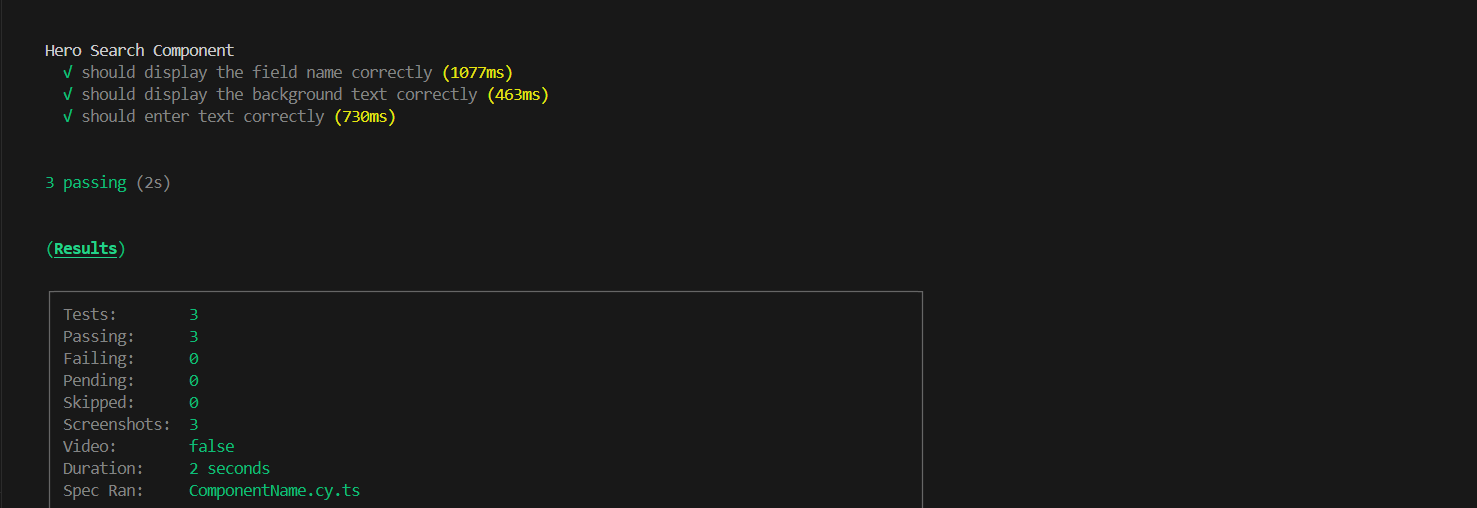 Hero Search Component
√ should display the field name correctly (1077ms)
√ should display the background text correctly (463ms)
√ should enter text correctly (730ms)
3 passing (2s)
(Results)
Tests: 3
Passing: 3
Failing: 0
Pending: 0
Skipped: 0
Screenshots: 3
Video: false
Duration: 2 seconds
Spec Ran: ComponentName.cy.ts